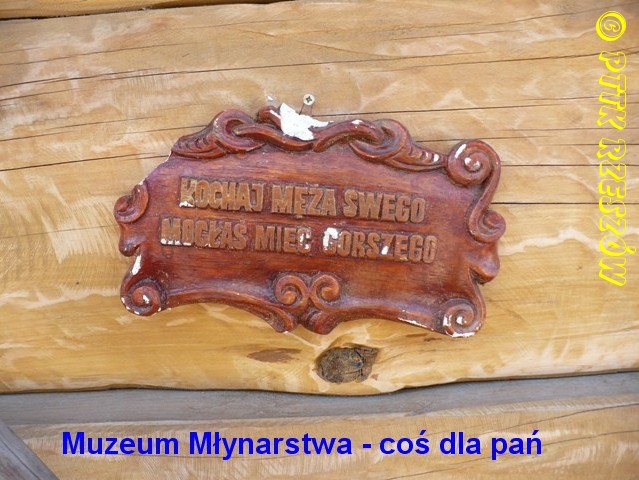 KOCHAJ MĘŻA SWEGO
MOGŁAŚ MIEĆ GORSZEGO
© PTTK RZESZÓW
Muzeum Młynarstwa - coś dla pań